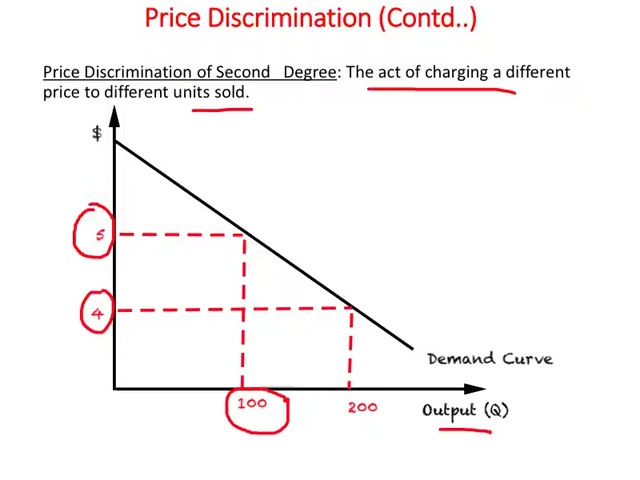 Price Discrimination (Contd..)
Price Discrimination of Second Degree: The act of charging a different
price to different units sold.
$
5
4
Demand Curve
100
200
Output (Q)